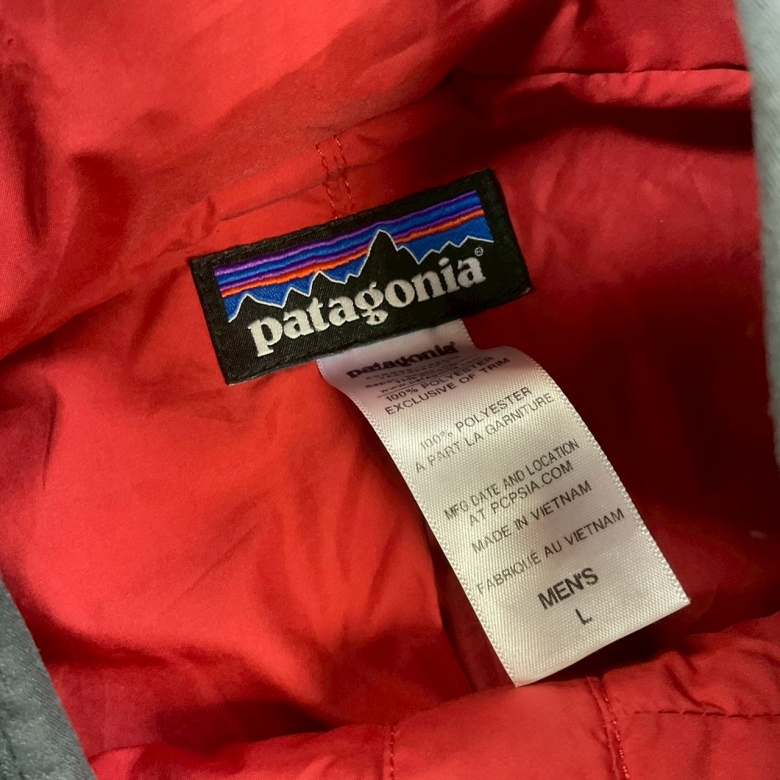 patagonia®
patagonia®
100% POLYESTER
EXCLUSIVE OF TRIM
100% POLYESTER
A PART LA GARNITURE
MFG DATE AND LOCATION
AT PCPSIA.COM
MADE IN VIETNAM
FABRIQUÉ AU VIETNAM
MEN'S
L